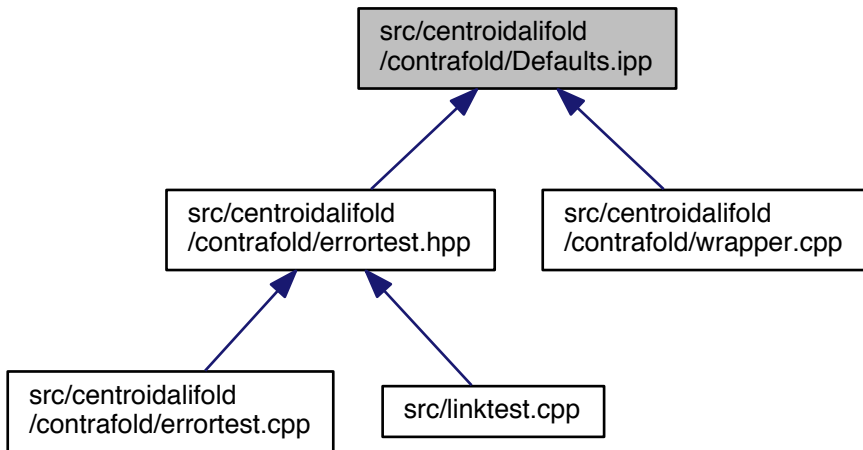 src/centroidalifold
/contrafold/Defaults.ipp
src/centroidalifold
/contrafold/errortest.hpp
src/centroidalifold
/contrafold/wrapper.cpp
src/centroidalifold
/contrafold/errortest.cpp
src/linktest.cpp